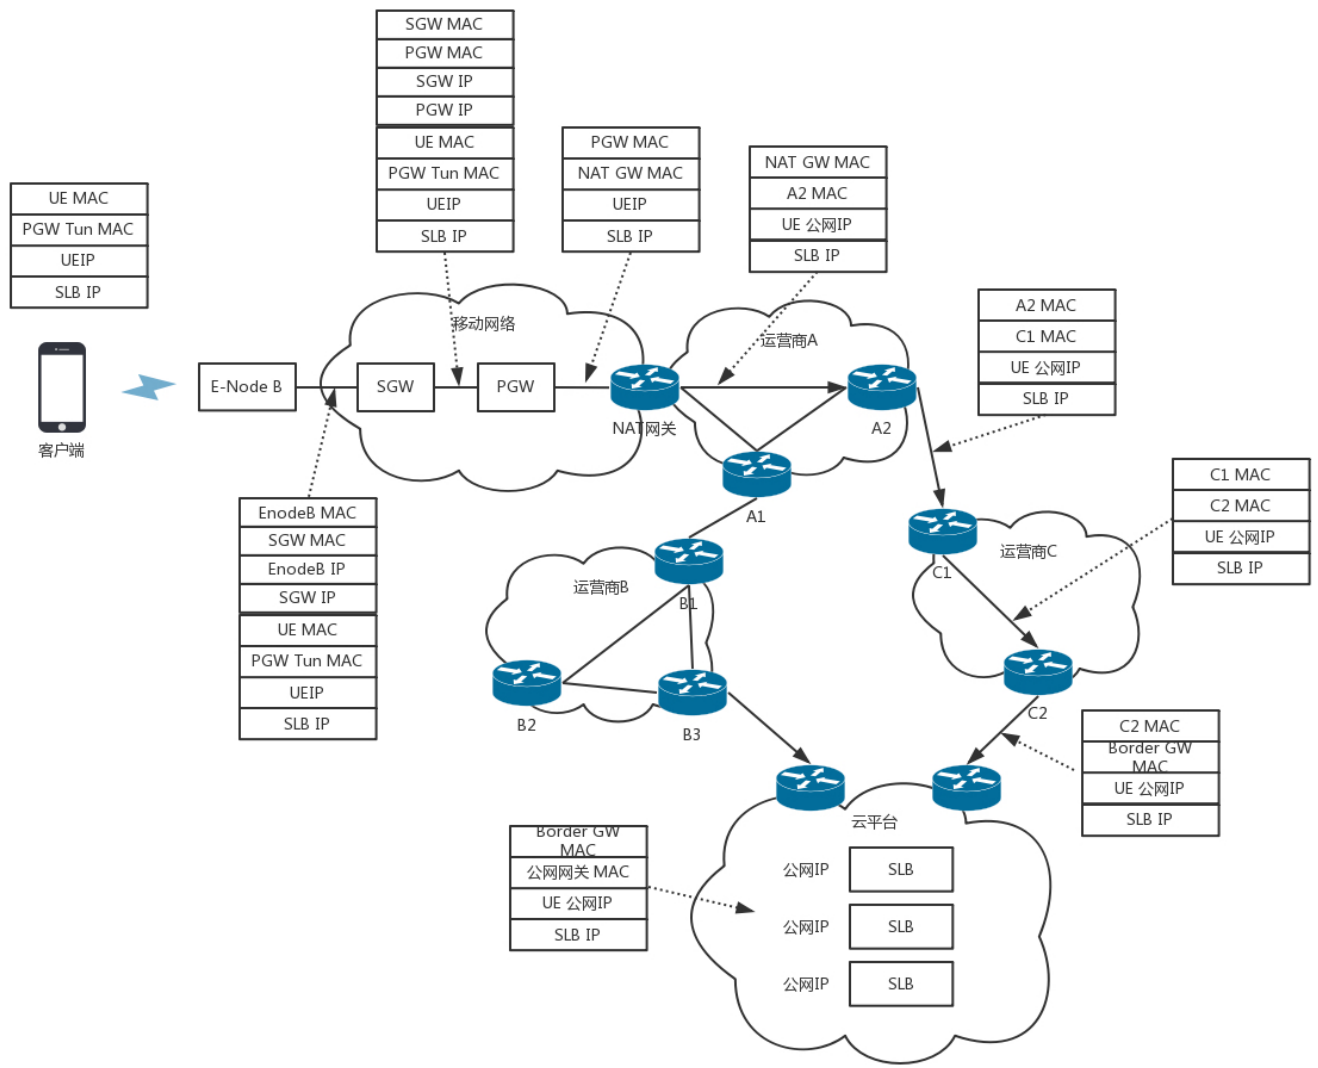 SGW MAC
PGW MAC
SGW IP
PGW IP
UE MAC
PGW Tun MAC
UEIP
SLB IP
PGW MAC
NAT GW MAC
UEIP
SLB IP
NAT GW MAC
A2 MAC
UE 公网IP
SLB IP
UE MAC
PGW Tun MAC
UEIP
SLB IP
客户端
E-Node B
移动网络
SGW
PGW
NAT网关
运营商A
A2
A1
A2 MAC
C1 MAC
UE 公网IP
SLB IP
EnodeB MAC
SGW MAC
EnodeB IP
SGW IP
UE MAC
PGW Tun MAC
UEIP
SLB IP
运营商B
B1
B2
B3
运营商C
C1
C2
C1 MAC
C2 MAC
UE 公网IP
SLB IP
C2 MAC
Border GW
MAC
UE 公网IP
SLB IP
Border GW
MAC
公网网关 MAC
UE 公网IP
SLB IP
云平台
公网IP
SLB
公网IP
SLB
公网IP
SLB